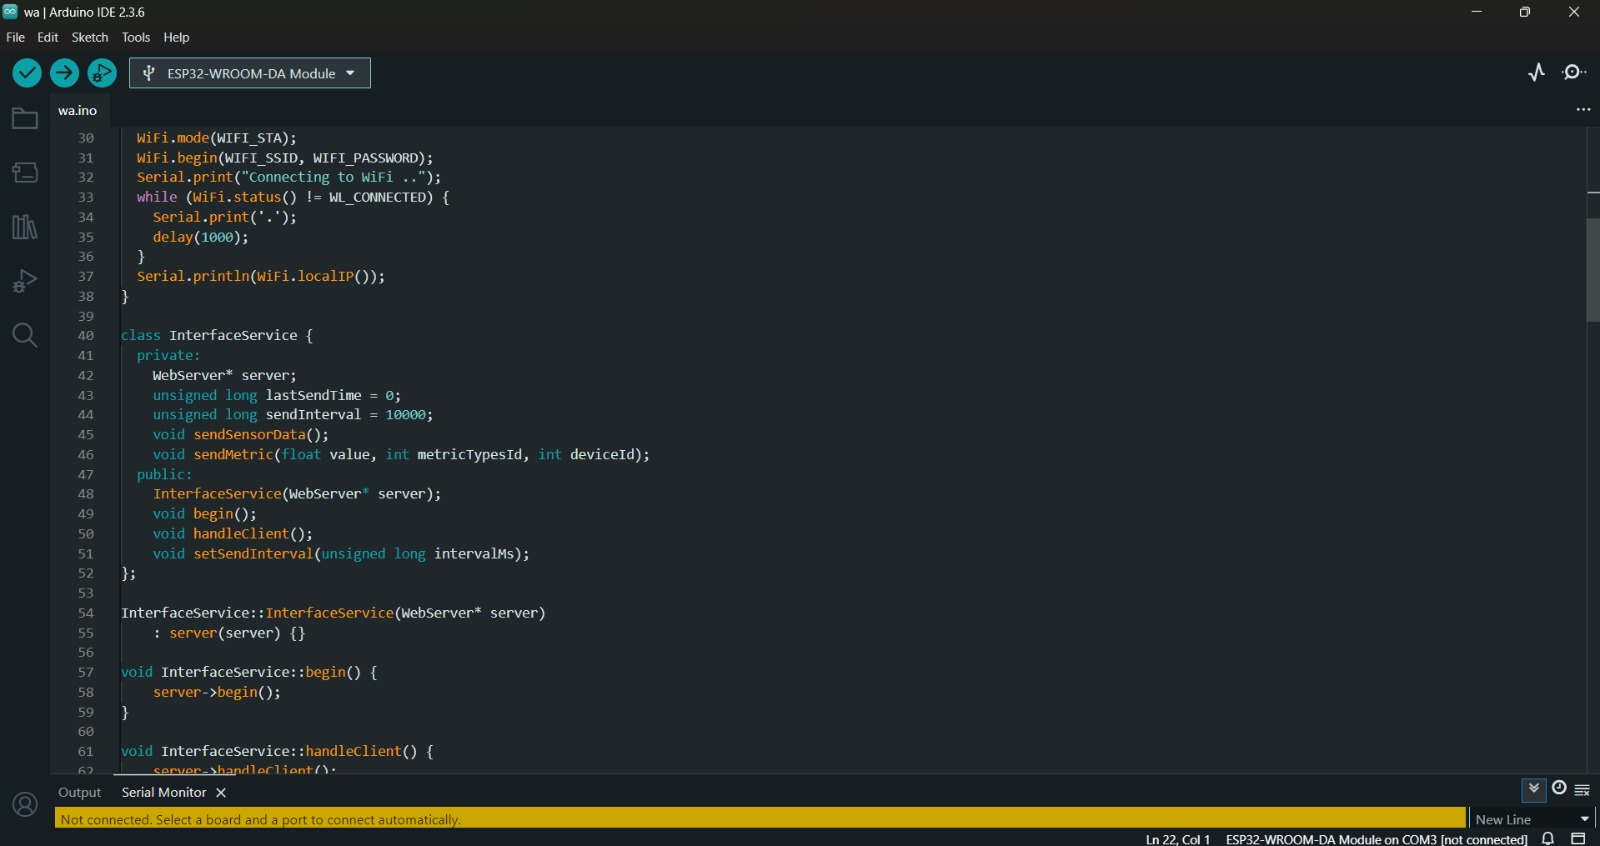 wa | Arduino IDE 2.3.6
File Edit Sketch Tools Help
ESP32-WROOM-DA Module
wa.ino
30 WiFi.mode(WIFI_STA);
31 WiFi.begin(WIFI_SSID, WIFI_PASSWORD);
32 Serial.print("Connecting to WiFi ..");
33 while (WiFi.status() != WL_CONNECTED) {
34 Serial.print('.');
35 delay(1000);
36 }
37 Serial.println(WiFi.localIP());
38 }
39
40 class InterfaceService {
41 private:
42 WebServer* server;
43 unsigned long lastSendTime = 0;
44 unsigned long sendInterval = 10000;
45 void sendSensorData();
46 void sendMetric(float value, int metricTypesId, int deviceId);
47 public:
48 InterfaceService(WebServer* server);
49 void begin();
50 void handleClient();
51 void setSendInterval(unsigned long intervalMs);
52 };
53
54 InterfaceService::InterfaceService(WebServer* server)
55 : server(server) {}
56
57 void InterfaceService::begin() {
58 server->begin();
59 }
60
61 void InterfaceService::handleClient() {
62 server->handleClient();
Output Serial Monitor
Not connected. Select a board and a port to connect automatically.
New Line
Ln 22, Col 1 ESP32-WROOM-DA Module on COM3 [not connected]